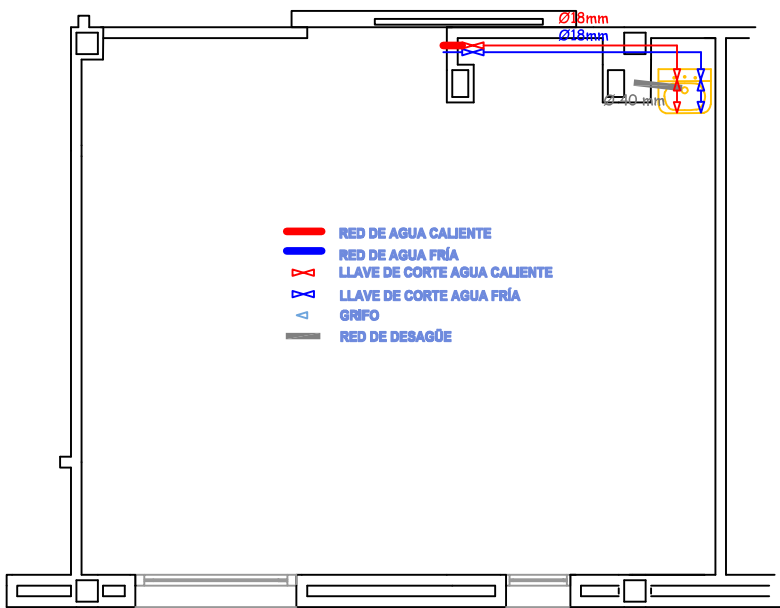 Ø18mm
Ø18mm
Ø 40 mm
RED DE AGUA CALIENTE
RED DE AGUA FRÍA
LLAVE DE CORTE AGUA CALIENTE
LLAVE DE CORTE AGUA FRÍA
GRIFO
RED DE DESAGÜE